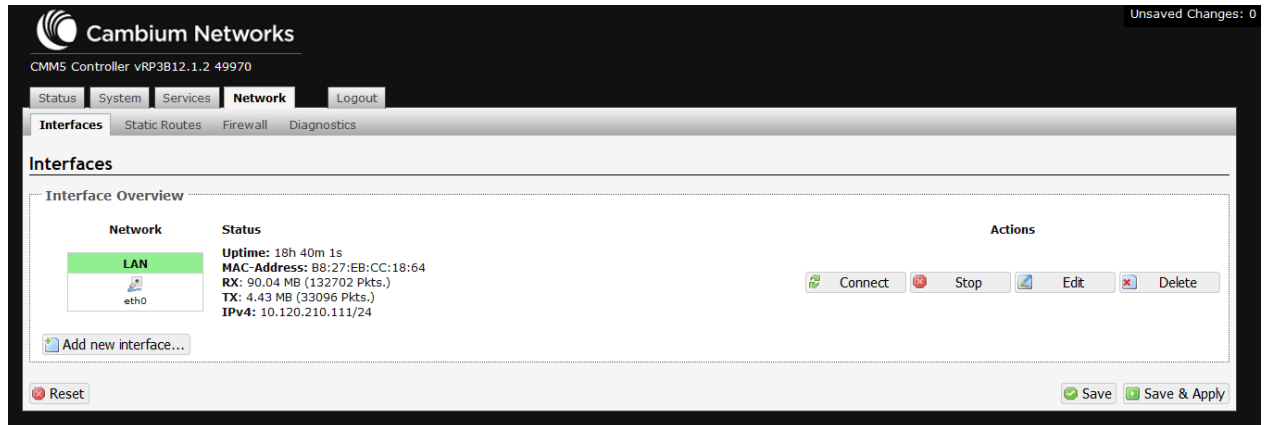 Unsaved Changes: 0
Cambium Networks
CMM5 Controller vRP3B12.1.2 49970
Status System Services Network Logout
Interfaces Static Routes Firewall Diagnostics
Interfaces
Interface Overview
Network Status Actions
LAN
eth0
Uptime: 18h 40m 1s
MAC-Address: B8:27:EB:CC:18:64
RX: 90.04 MB (132702 Pkts.)
TX: 4.43 MB (33096 Pkts.)
IPv4: 10.120.210.111/24
Connect Stop Edit Delete
Add new interface...
Reset Save Save & Apply